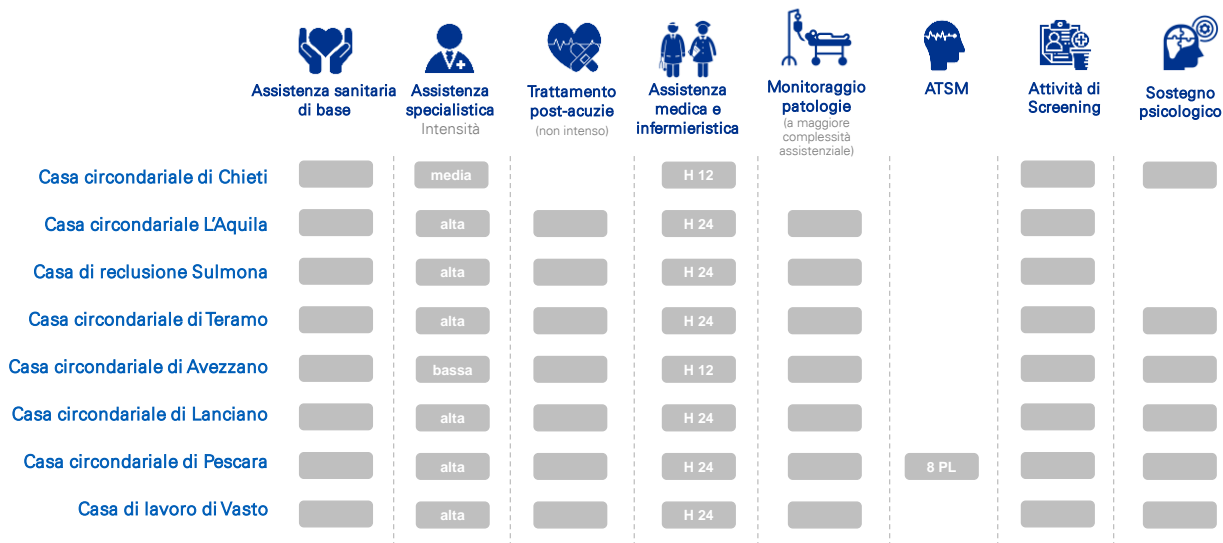 Assistenza sanitaria
di base
Assistenza
specialistica
Intensità
Trattamento
post-acuzie
(non intenso)
Assistenza
medica e
infermieristica
Monitoraggio
patologie
(a maggiore
complessità
assistenziale)
ATSM
Attività di
Screening
Sostegno
psicologico
Casa circondariale di Chieti
media
H 12
Casa circondariale L’Aquila
alta
H 24
Casa di reclusione Sulmona
alta
H 24
Casa circondariale di Teramo
alta
H 24
Casa circondariale di Avezzano
bassa
H 12
Casa circondariale di Lanciano
alta
H 24
Casa circondariale di Pescara
alta
H 24
8 PL
Casa di lavoro di Vasto
alta
H 24